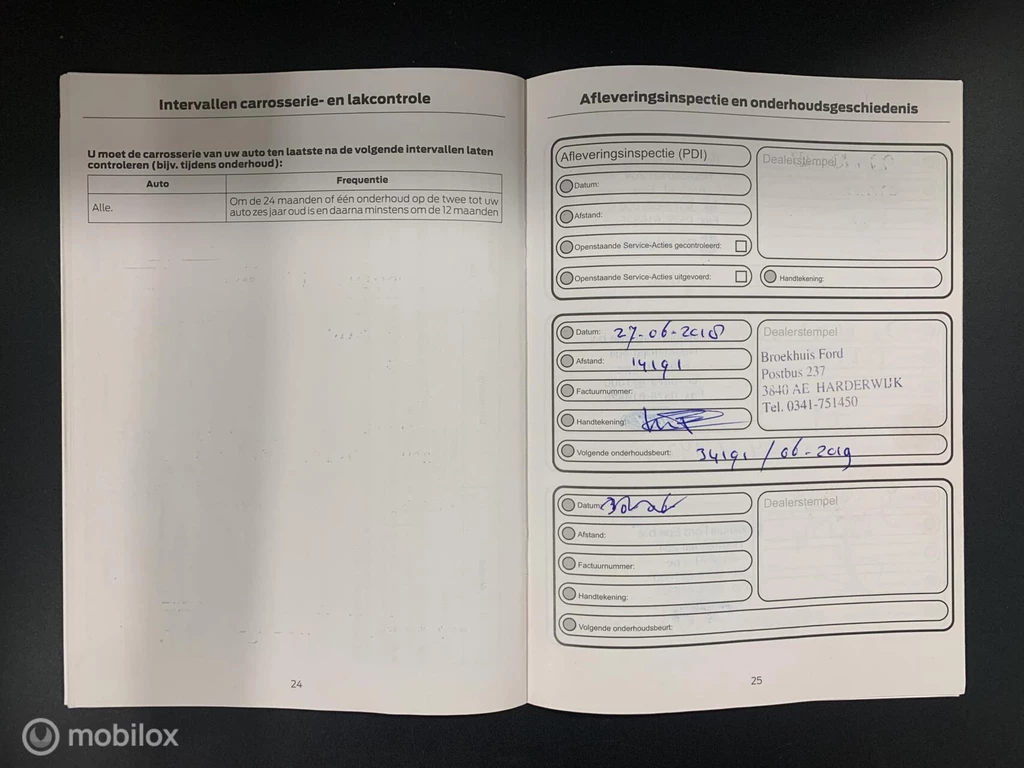 Intervallen carrosserie- en lakcontrole
U moet de carrosserie van uw auto ten laatste na de volgende intervallen laten
controleren (bijv. tijdens onderhoud):
Auto Frequentie
Alle. Om de 24 maanden of één onderhoud op de twee tot uw
auto zes jaar oud is en daarna minstens om de 12 maanden
24
Afleveringsinspectie en onderhoudsgeschiedenis
Afleveringsinspectie (PDI)
Dealerstempel
Datum:
Afstand:
Openstaande Service-Acties gecontroleerd:
Openstaande Service-Acties uitgevoerd:
Handtekening:
Datum: 27-06-2018
Afstand: 14191
Factuurnummer:
Handtekening:
Dealerstempel
Broekhuis Ford
Postbus 237
3840 AE HARDERWIJK
Tel. 0341-751450
Volgende onderhoudsbeurt: 34191 / 06-2019
Datum:
Afstand:
Factuurnummer:
Handtekening:
Dealerstempel
Volgende onderhoudsbeurt:
25
mobilox